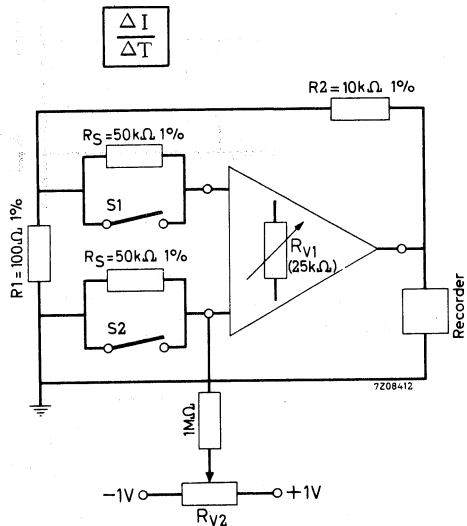 ΔI
ΔT
R2=10kΩ 1%
RS=50kΩ 1%
S1
R1=100Ω 1%
RS=50kΩ 1%
S2
RV1
(25kΩ)
Recorder
7Z08412
1MΩ
-1V
+1V
RV2